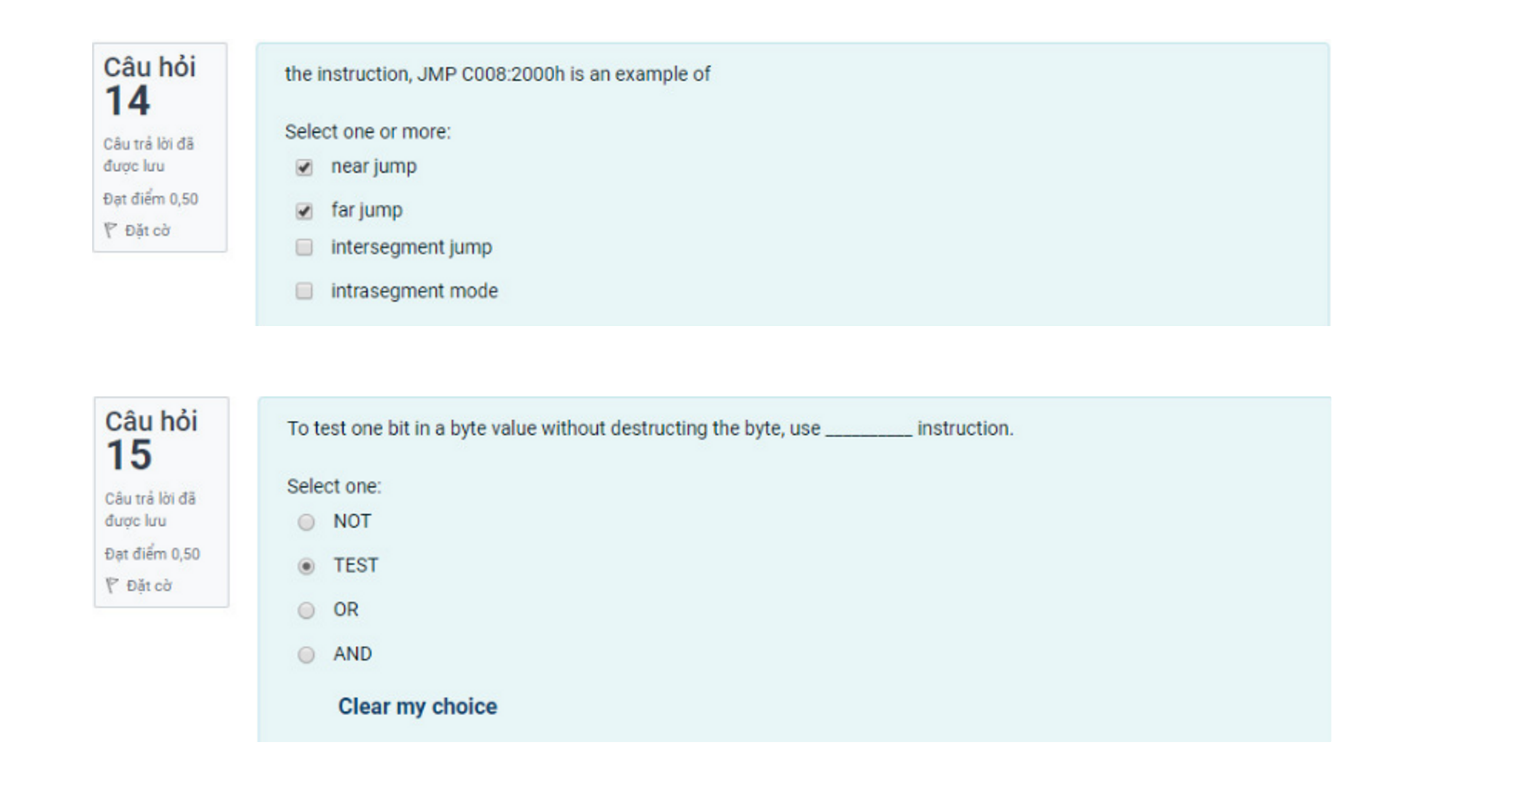 Câu hỏi
14
Câu trả lời đã
được lưu
Đạt điểm 0,50
Đặt cờ
the instruction, JMP C008:2000h is an example of
Select one or more:
near jump
far jump
intersegment jump
intrasegment mode
Câu hỏi
15
Câu trả lời đã
được lưu
Đạt điểm 0,50
Đặt cờ
To test one bit in a byte value without destructing the byte, use __________ instruction.
Select one:
NOT
TEST
OR
AND
Clear my choice